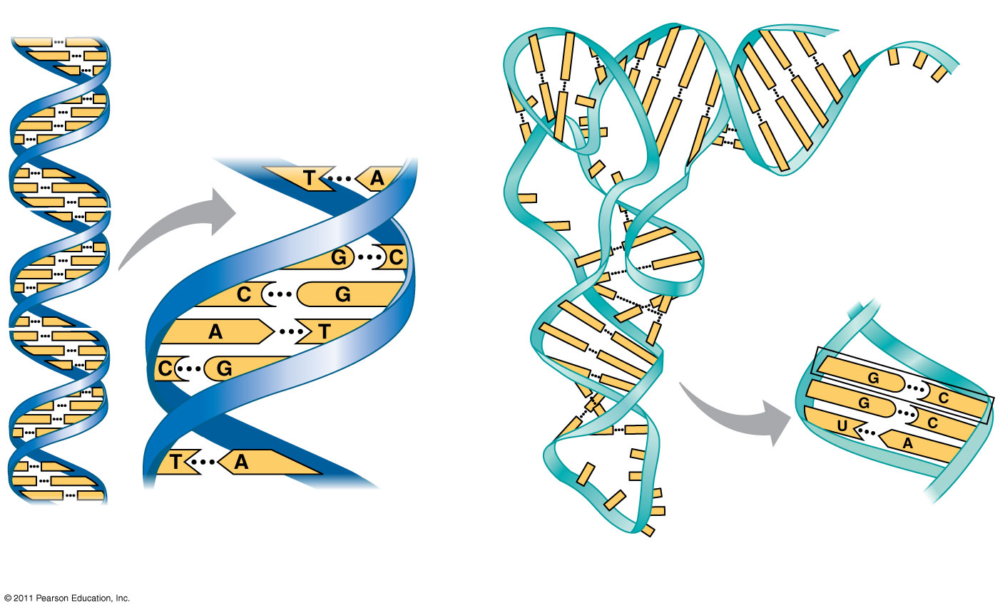 T A
G C
C G
A T
C G
T A
G C
G C
U A
© 2011 Pearson Education, Inc.